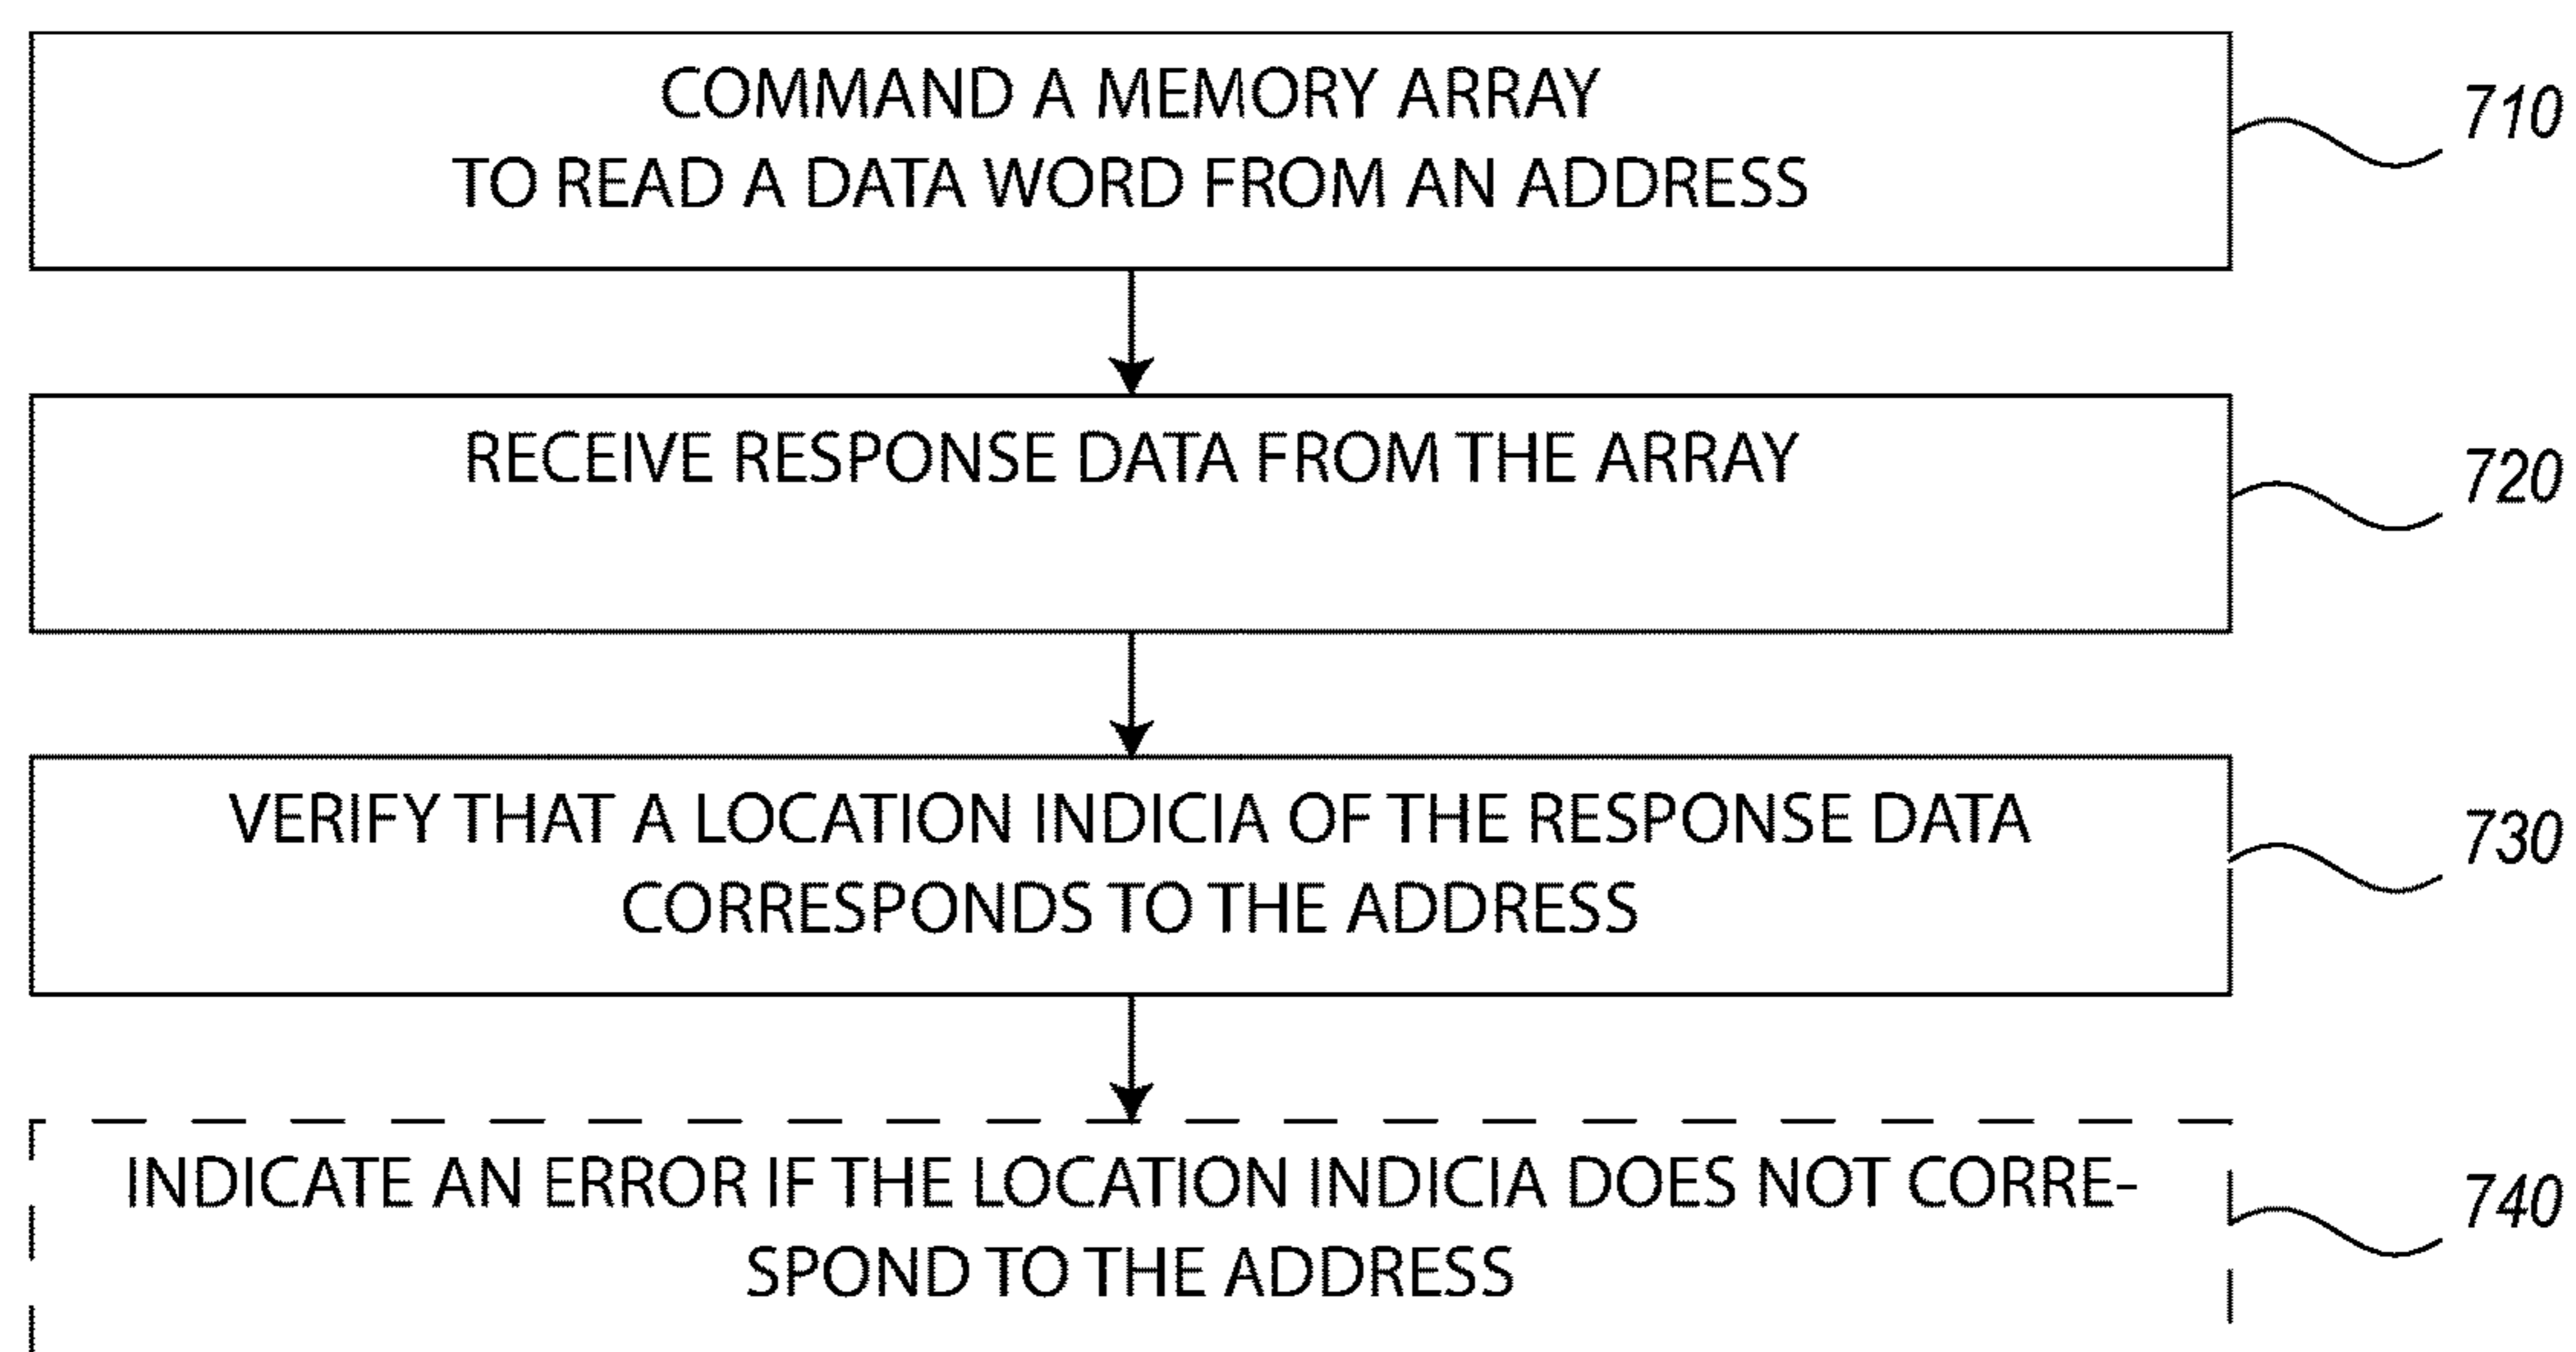 COMMAND A MEMORY ARRAY
TO READ A DATA WORD FROM AN ADDRESS
710
RECEIVE RESPONSE DATA FROM THE ARRAY
720
VERIFY THAT A LOCATION INDICIA OF THE RESPONSE DATA
CORRESPONDS TO THE ADDRESS
730
INDICATE AN ERROR IF THE LOCATION INDICIA DOES NOT CORRE-
SPOND TO THE ADDRESS
740